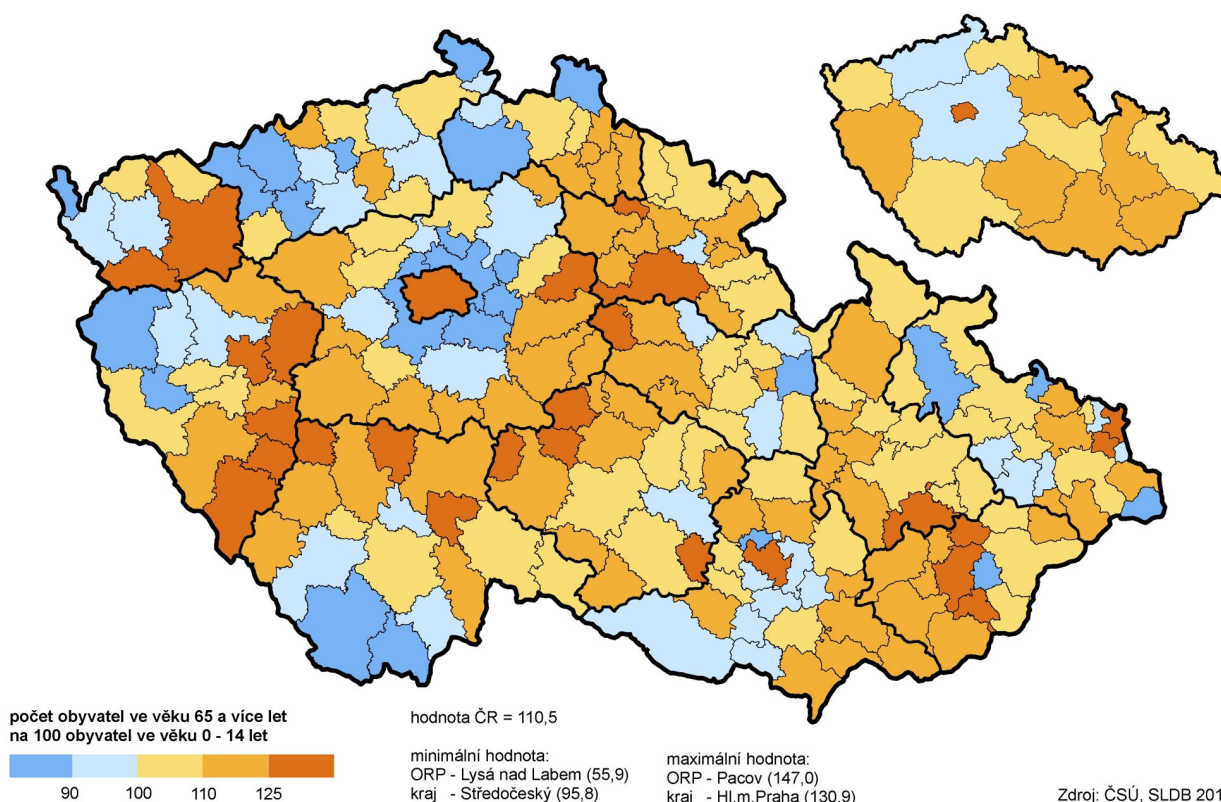 počet obyvatel ve věku 65 a více let
na 100 obyvatel ve věku 0 - 14 let
90 100 110 125
hodnota ČR = 110,5
minimální hodnota:
ORP - Lysá nad Labem (55,9)
kraj - Středočeský (95,8)
maximální hodnota:
ORP - Pacov (147,0)
kraj - Hl.m.Praha (130,9)
Zdroj: ČSÚ, SLDB 201